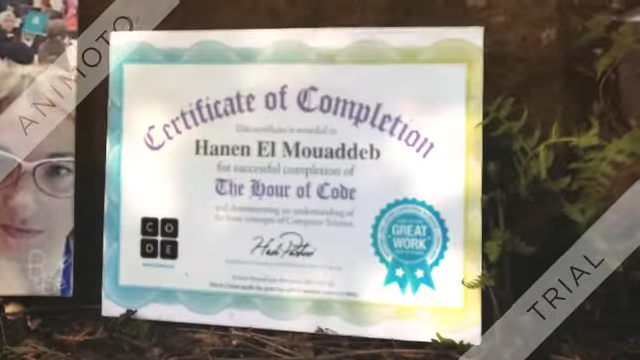 ANIMOTO
Certificate of Completion
This certificate is awarded to
Hanen El Mouaddeb
for successful completion of
The Hour of Code
and demonstrating an understanding of
the basic concepts of Computer Science.
C O
D E
GREAT
WORK
TRIAL